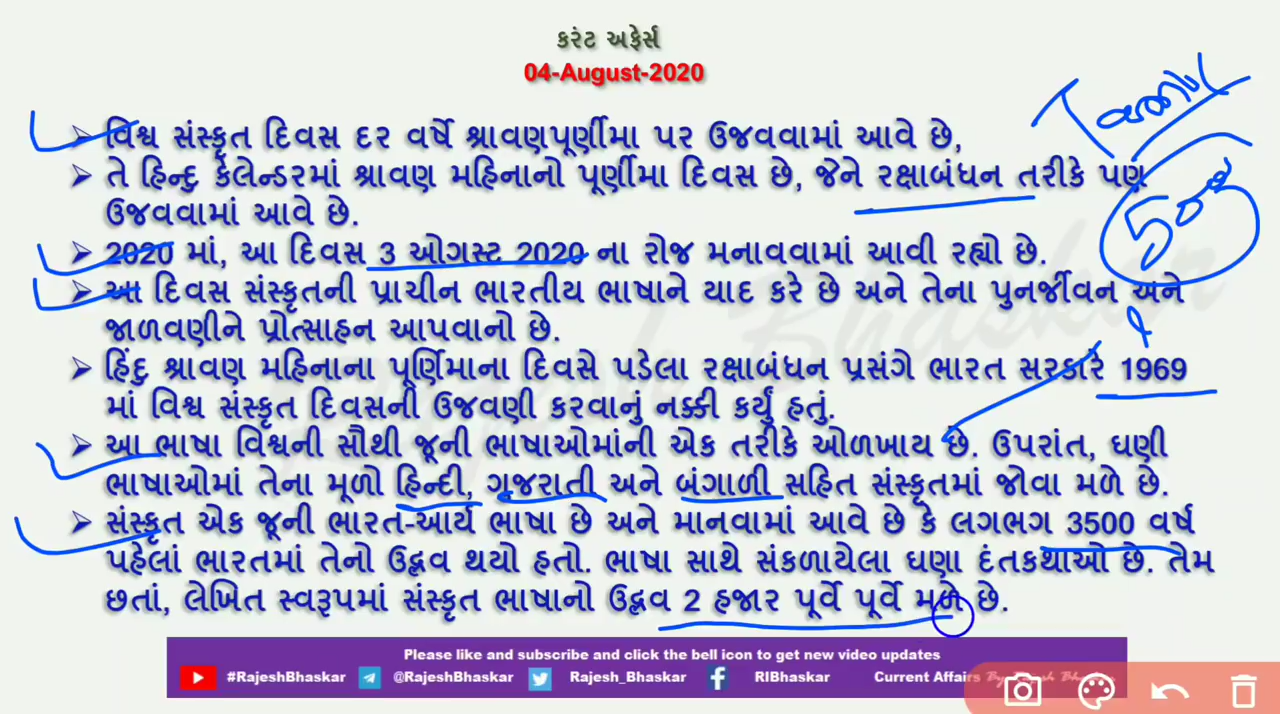 કરંટ અફેર્સ
04-August-2020
➢ વિશ્વ સંસ્કૃત દિવસ દર વર્ષે શ્રાવણપૂર્ણીમા પર ઉજવવામાં આવે છે,
➢ તે હિન્દુ કેલેન્ડરમાં શ્રાવણ મહિનાનો પૂર્ણીમા દિવસ છે, જેને રક્ષાબંધન તરીકે પણ
ઉજવવામાં આવે છે.
➢ 2020 માં, આ દિવસ 3 ઓગસ્ટ 2020 ના રોજ મનાવવામાં આવી રહ્યો છે.
➢ આ દિવસ સંસ્કૃતની પ્રાચીન ભારતીય ભાષાને યાદ કરે છે અને તેના પુનર્જીવન અને
જાળવણીને પ્રોત્સાહન આપવાનો છે.
➢ હિંદુ શ્રાવણ મહિનાના પૂર્ણિમાના દિવસે પડેલા રક્ષાબંધન પ્રસંગે ભારત સરકારે 1969
માં વિશ્વ સંસ્કૃત દિવસની ઉજવણી કરવાનું નક્કી કર્યું હતું.
➢ આ ભાષા વિશ્વની સૌથી જૂની ભાષાઓમાંની એક તરીકે ઓળખાય છે. ઉપરાંત, ઘણી
ભાષાઓમાં તેના મૂળો હિન્દી, ગુજરાતી અને બંગાળી સહિત સંસ્કૃતમાં જોવા મળે છે.
➢ સંસ્કૃત એક જૂની ભારત-આર્ય ભાષા છે અને માનવામાં આવે છે કે લગભગ 3500 વર્ષ
પહેલાં ભારતમાં તેનો ઉદ્ભવ થયો હતો. ભાષા સાથે સંકળાયેલા ઘણા દંતકથાઓ છે. તેમ
છતાં, લેખિત સ્વરૂપમાં સંસ્કૃત ભાષાનો ઉદ્ભવ 2 હજાર પૂર્વે પૂર્વે મળે છે.
Please like and subscribe and click the bell icon to get new video updates
#RajeshBhaskar @RajeshBhaskar Rajesh_Bhaskar RIBhaskar Current Affairs